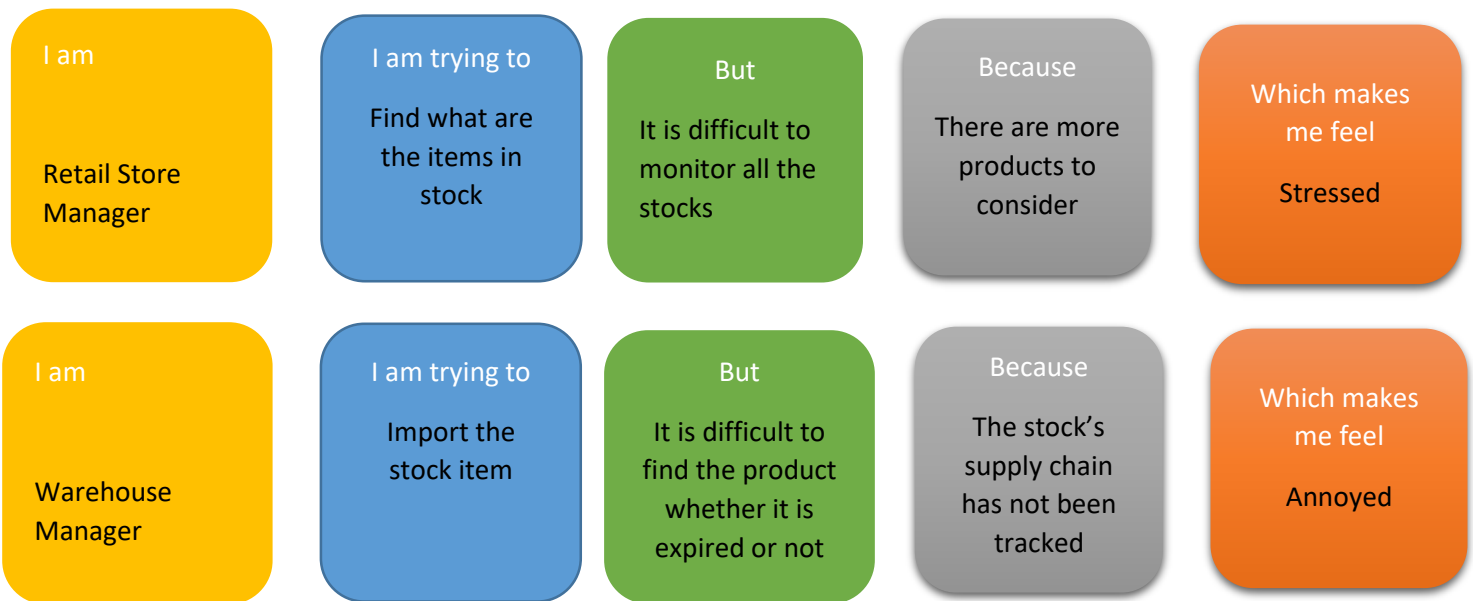 I am
Retail Store
Manager
I am trying to
Find what are
the items in
stock
But
It is difficult to
monitor all the
stocks
Because
There are more
products to
consider
Which makes
me feel
Stressed
I am
Warehouse
Manager
I am trying to
Import the
stock item
But
It is difficult to
find the product
whether it is
expired or not
Because
The stock’s
supply chain
has not been
tracked
Which makes
me feel
Annoyed